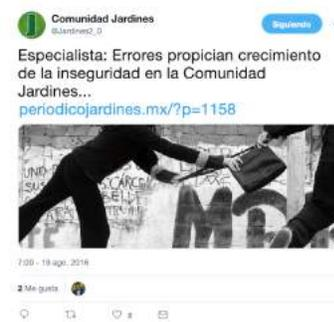 Comunidad Jardines
@Jardines2_0
Siguiendo
Especialista: Errores propician crecimiento
de la inseguridad en la Comunidad
Jardines...
periodicojardines.mx/?p=1158
7:00 - 19 ago. 2016
2 Me gusta